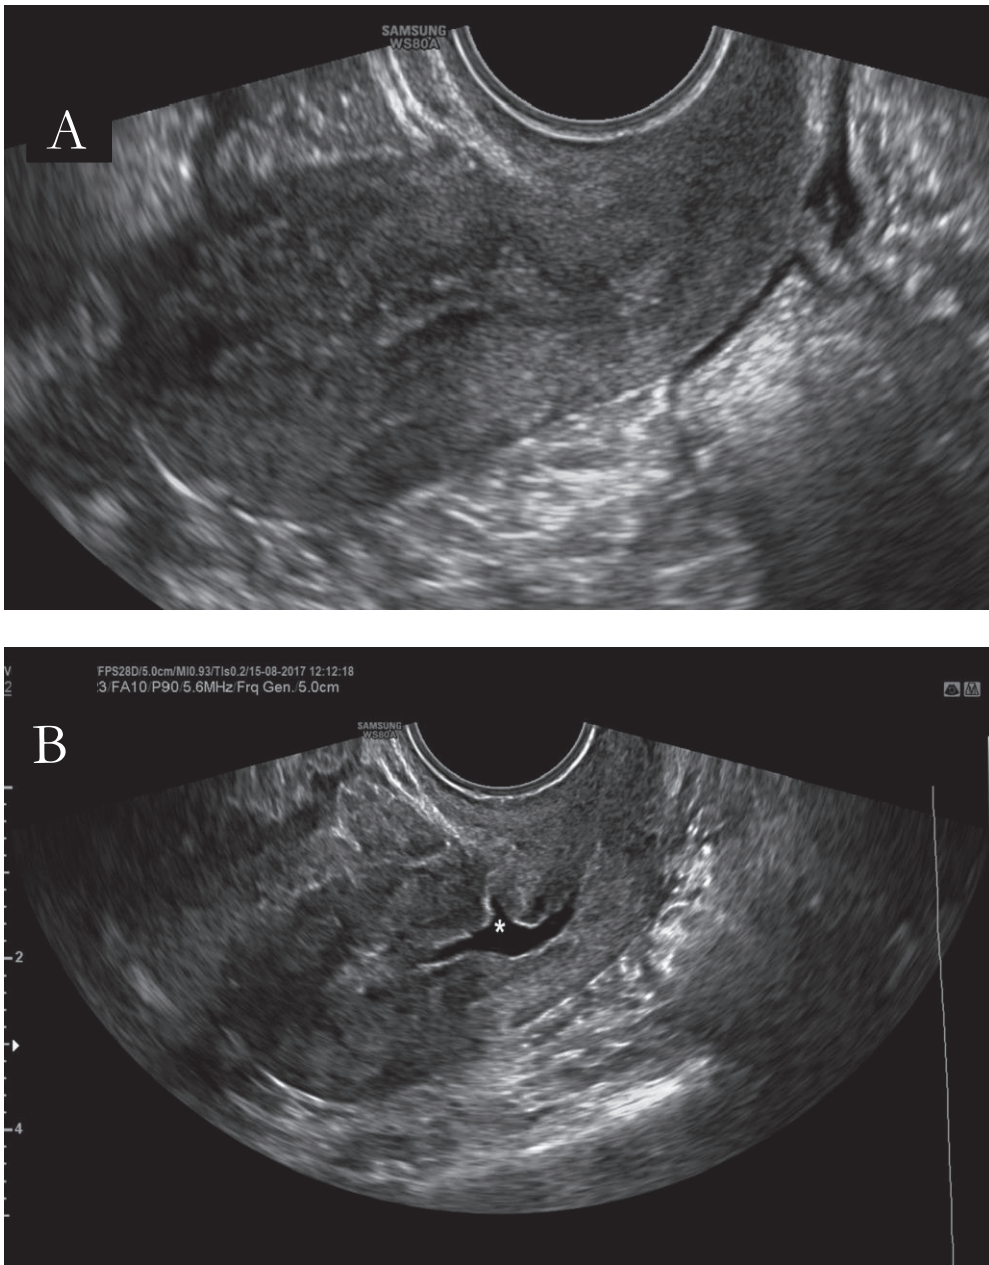 SAMSUNG
WS80A
A
V
2
FPS28D/5.0cm/MI0.93/TIs0.2/15-08-2017 12:12:18
3/FA10/P90/5.6MHz/Frq Gen./5.0cm
B
SAMSUNG
WS80A
*
2
4